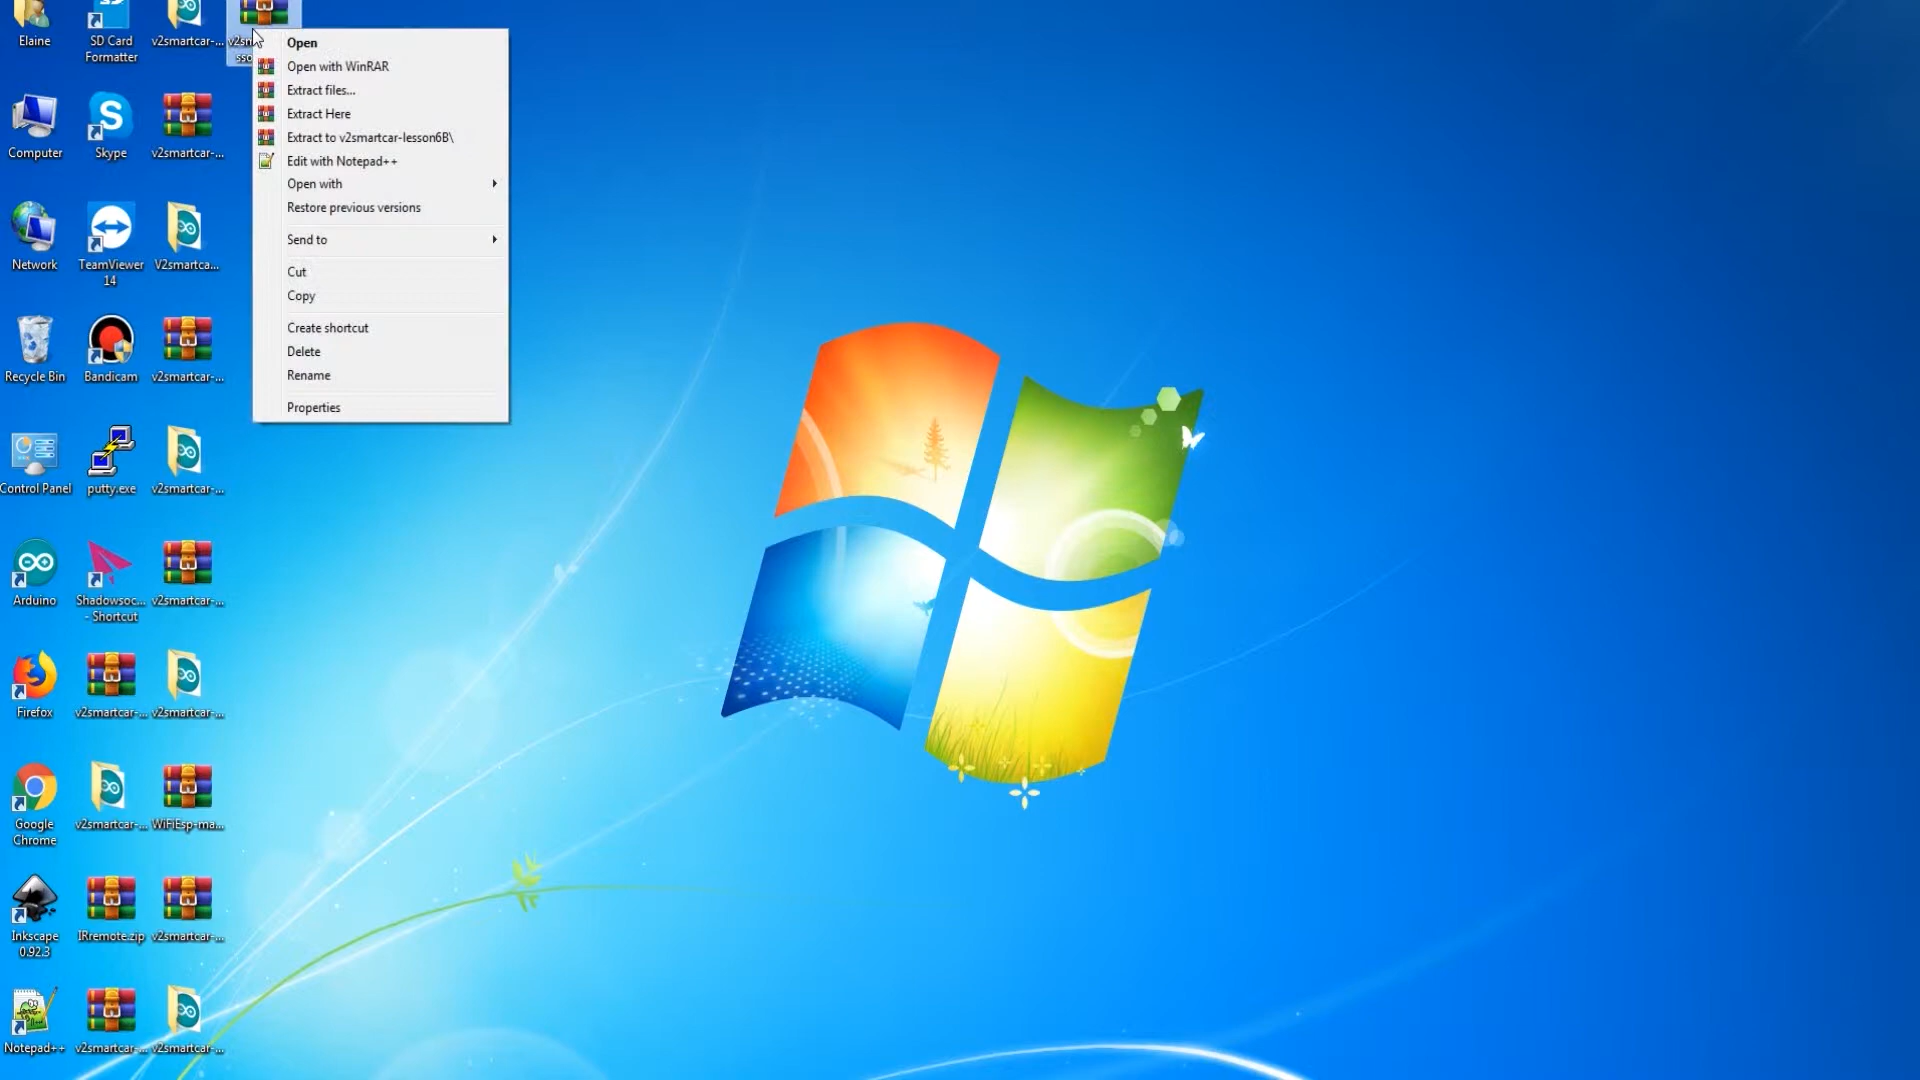 Elaine
SD Card
Formatter
v2smartcar-...
Open
Open with WinRAR
Extract files...
Extract Here
Extract to v2smartcar-lesson6B\
Edit with Notepad++
Open with
Restore previous versions
Send to
Cut
Copy
Create shortcut
Delete
Rename
Properties
Computer
Skype
v2smartcar-...
Network
TeamViewer
14
V2smartca...
Recycle Bin
Bandicam
v2smartcar-...
Control Panel
putty.exe
v2smartcar-...
Arduino
Shadowsoc...
- Shortcut
v2smartcar-...
Firefox
v2smartcar-...
v2smartcar-...
Google
Chrome
v2smartcar-...
WiFiEsp-ma...
Inkscape
0.92.3
IRremote.zip
v2smartcar-...
Notepad++
v2smartcar-...
v2smartcar-...